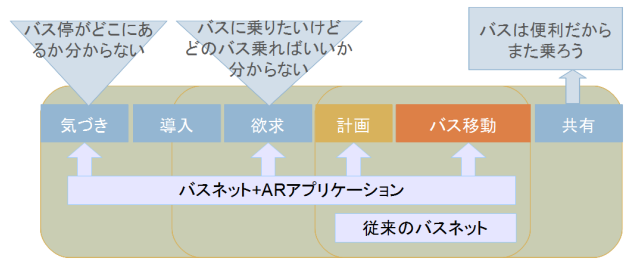 バス停がどこにあ
るか分からない
バスに乗りたいけど
どのバス乗ればいいか
分からない
バスは便利だから
また乗ろう
気づき
導入
欲求
計画
バス移動
共有
バスネット+ARアプリケーション
従来のバスネット